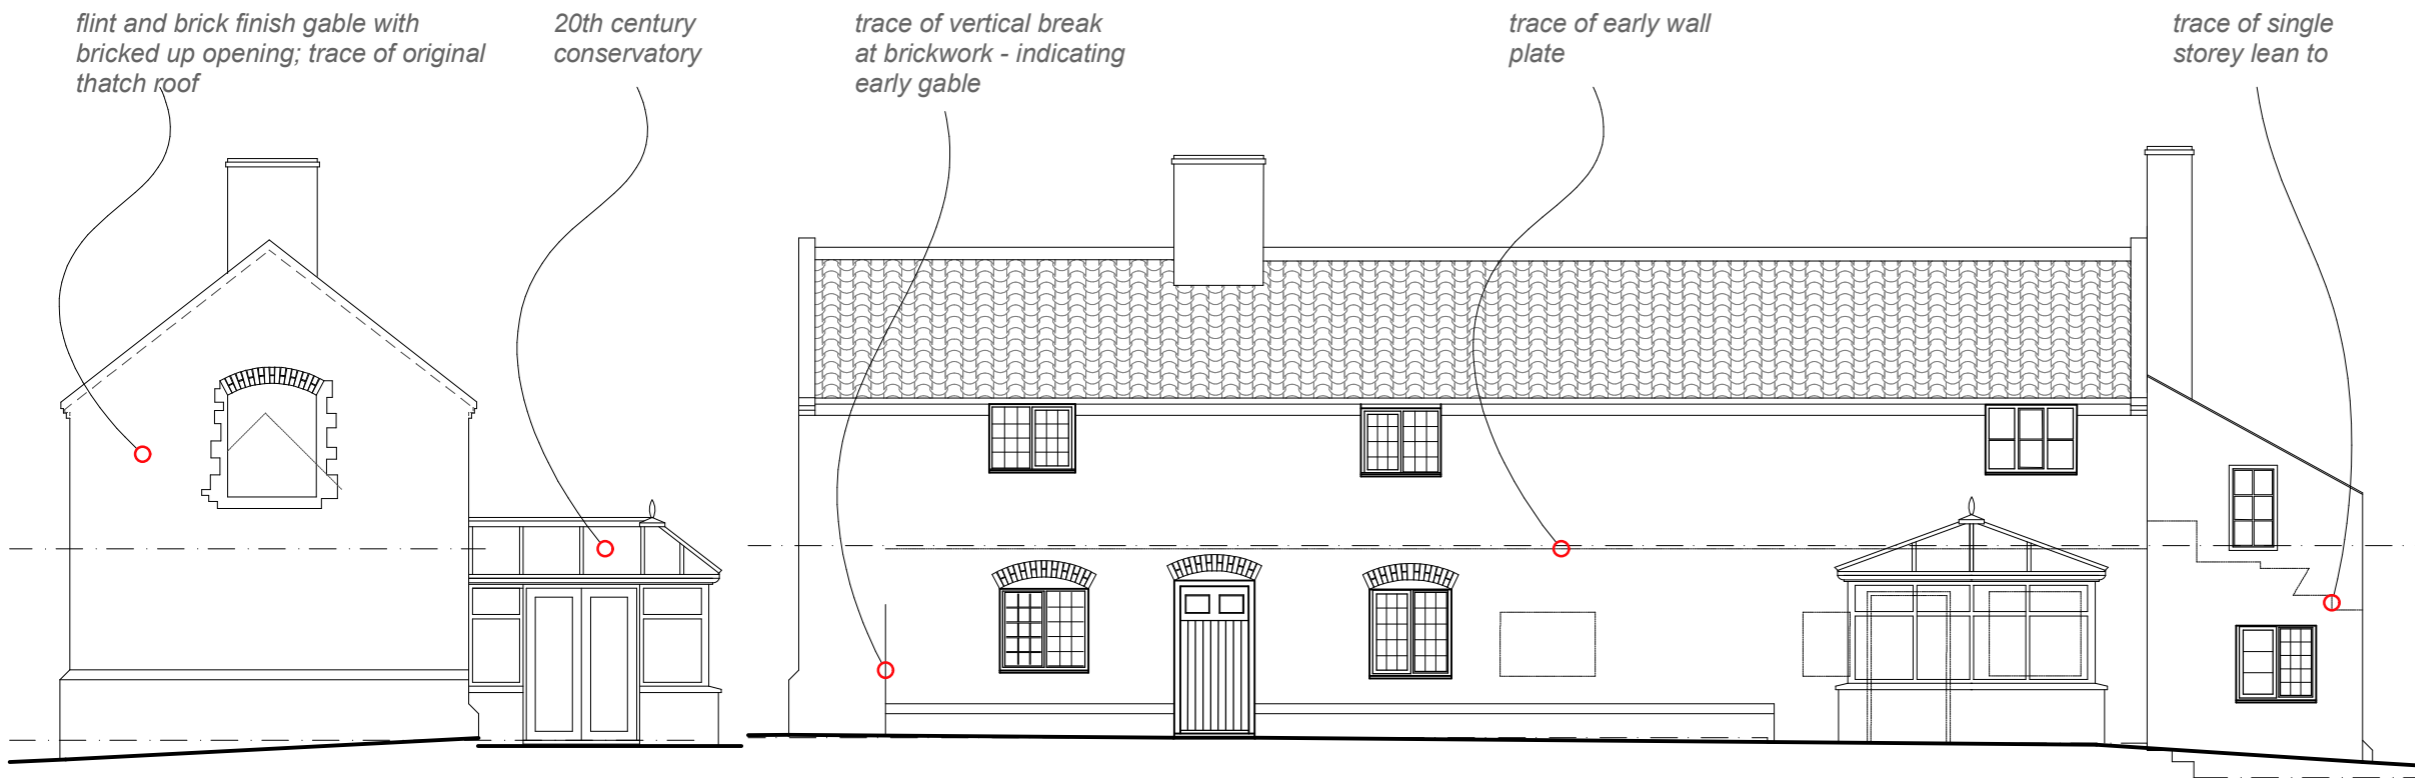 flint and brick finish gable with
bricked up opening; trace of original
thatch roof
20th century
conservatory
trace of vertical break
at brickwork - indicating
early gable
trace of early wall
plate
trace of single
storey lean to